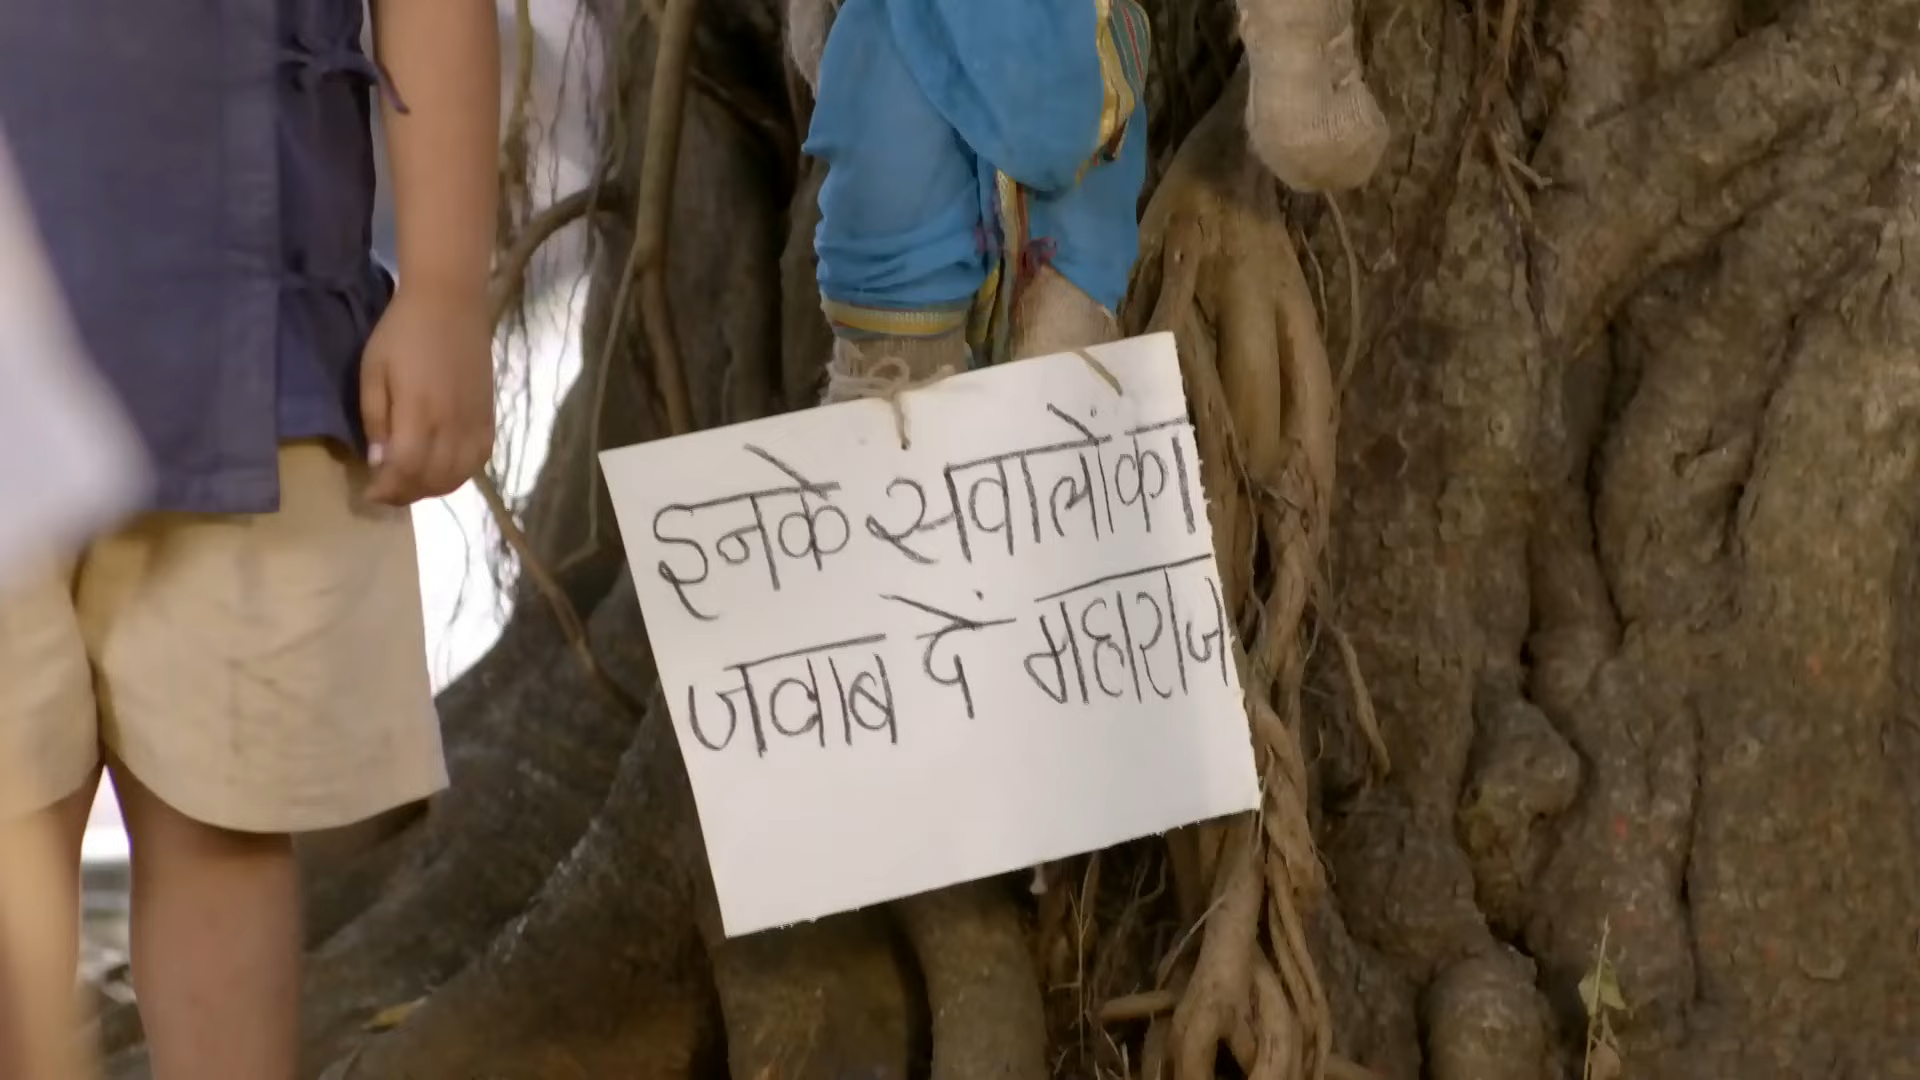 इनके सवालों का
जवाब दें महाराज